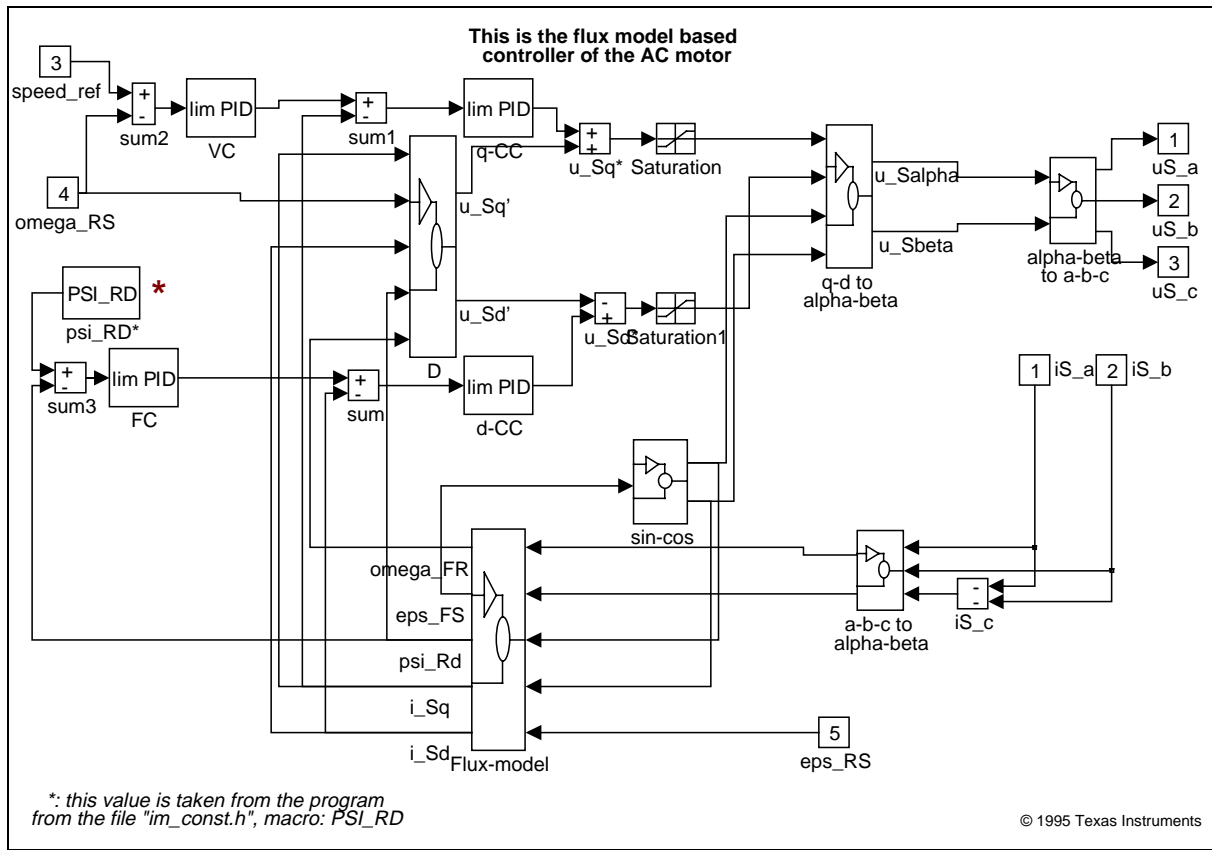 This is the flux model based
controller of the AC motor
3
speed_ref
+
-
sum2
lim PID
VC
+
-
sum1
lim PID
q-CC
+
+
u_Sq*
Saturation
4
omega_RS
u_Sq'
u_Salpha
u_Sbeta
q-d to
alpha-beta
alpha-beta
to a-b-c
1
uS_a
2
uS_b
3
uS_c
PSI_RD
*
psi_RD*
u_Sd'
-
+
u_Sd*
Saturation1
D
+
-
sum3
lim PID
FC
+
-
sum
lim PID
d-CC
1
iS_a
2
iS_b
sin-cos
omega_FR
eps_FS
psi_Rd
i_Sq
i_Sd
Flux-model
a-b-c to
alpha-beta
-
-
iS_c
5
eps_RS
*: this value is taken from the program
from the file "im_const.h", macro: PSI_RD
© 1995 Texas Instruments